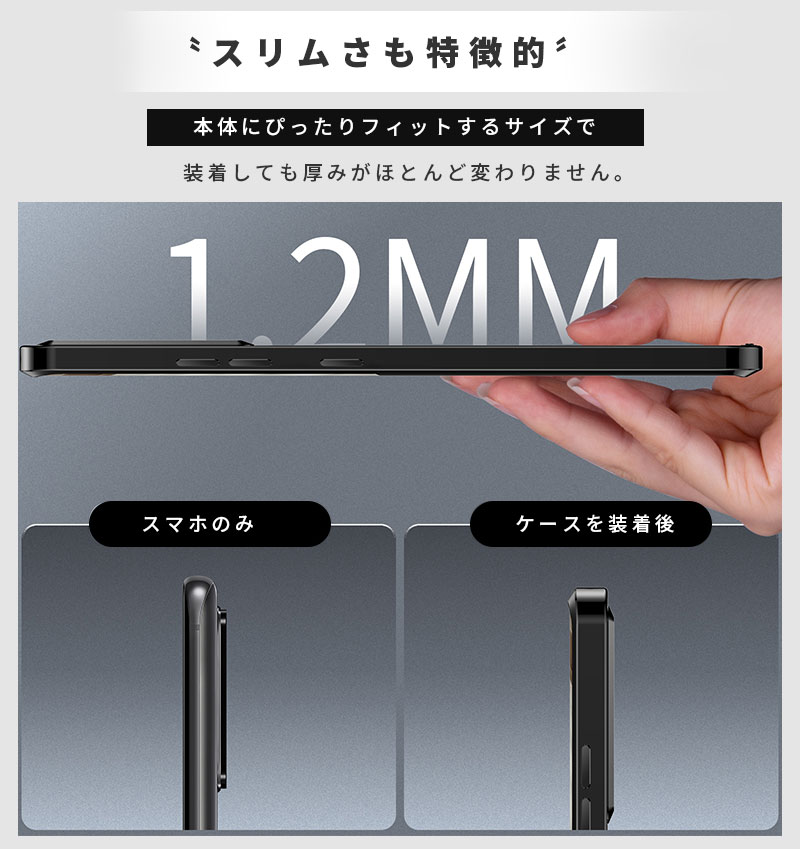 〝スリムさも特徴的〞
本体にぴったりフィットするサイズで
装着しても厚みがほとんど変わりません。
1.2MM
スマホのみ
ケースを装着後